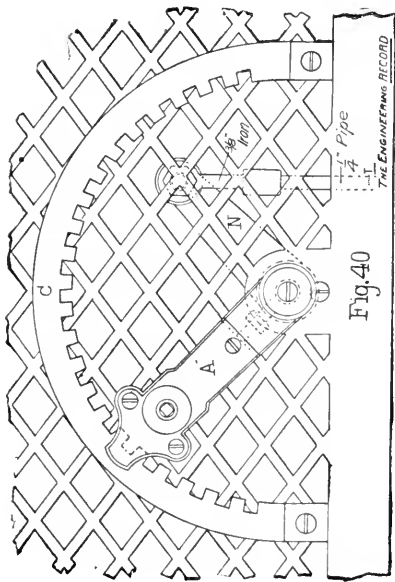 C
3/8"
Iron
N
1/4" Pipe
A
Fig.40
THE ENGINEERING RECORD